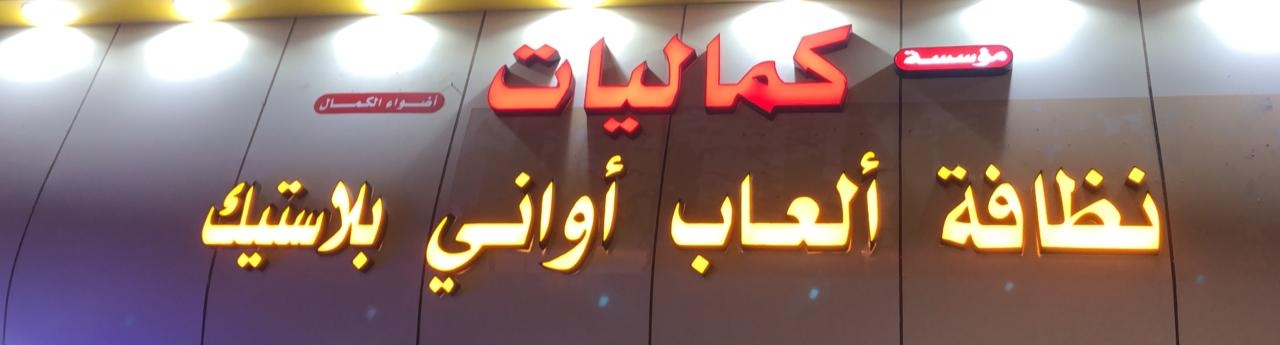 مؤسسة كماليات أضواء الكمال
نظافة ألعاب أواني بلاستيك